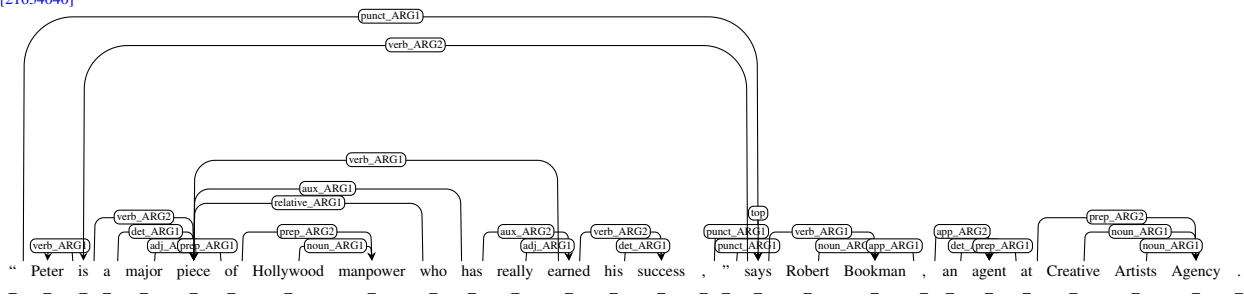 [21634040]
punct_ARG1
verb_ARG2
verb_ARG1
aux_ARG1
relative_ARG1
top
verb_ARG2 prep_ARG2
det_ARG1 prep_ARG2 aux_ARG2 verb_ARG2 punct_ARG1 verb_ARG1 app_ARG2 noun_ARG1
verb_ARG1 adj_A prep_ARG1 noun_ARG1 adj_ARG1 det_ARG1 punct_ARG1 noun_ARG app_ARG1 det_ prep_ARG1 noun_ARG1
“ Peter is a major piece of Hollywood manpower who has really earned his success , ” says Robert Bookman , an agent at Creative Artists Agency .